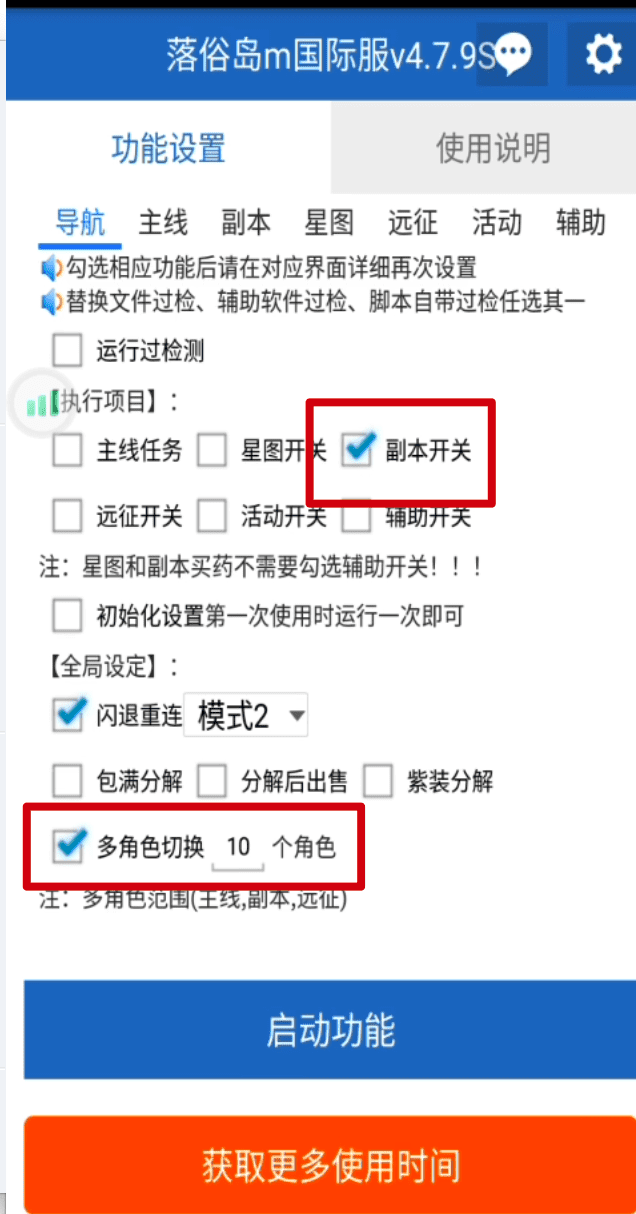 落俗岛m国际服v4.7.9S
功能设置 使用说明
导航 主线 副本 星图 远征 活动 辅助
勾选相应功能后请在对应界面详细再次设置
替换文件过检、辅助软件过检、脚本自带过检任选其一
运行过检测
【执行项目】:
主线任务 星图开关 副本开关
远征开关 活动开关 辅助开关
注：星图和副本买药不需要勾选辅助开关！！！
初始化设置第一次使用时运行一次即可
【全局设定】:
闪退重连 模式2
包满分解 分解后出售 紫装分解
多角色切换 10 个角色
注：多角色范围(主线,副本,远征)
启动功能
获取更多使用时间